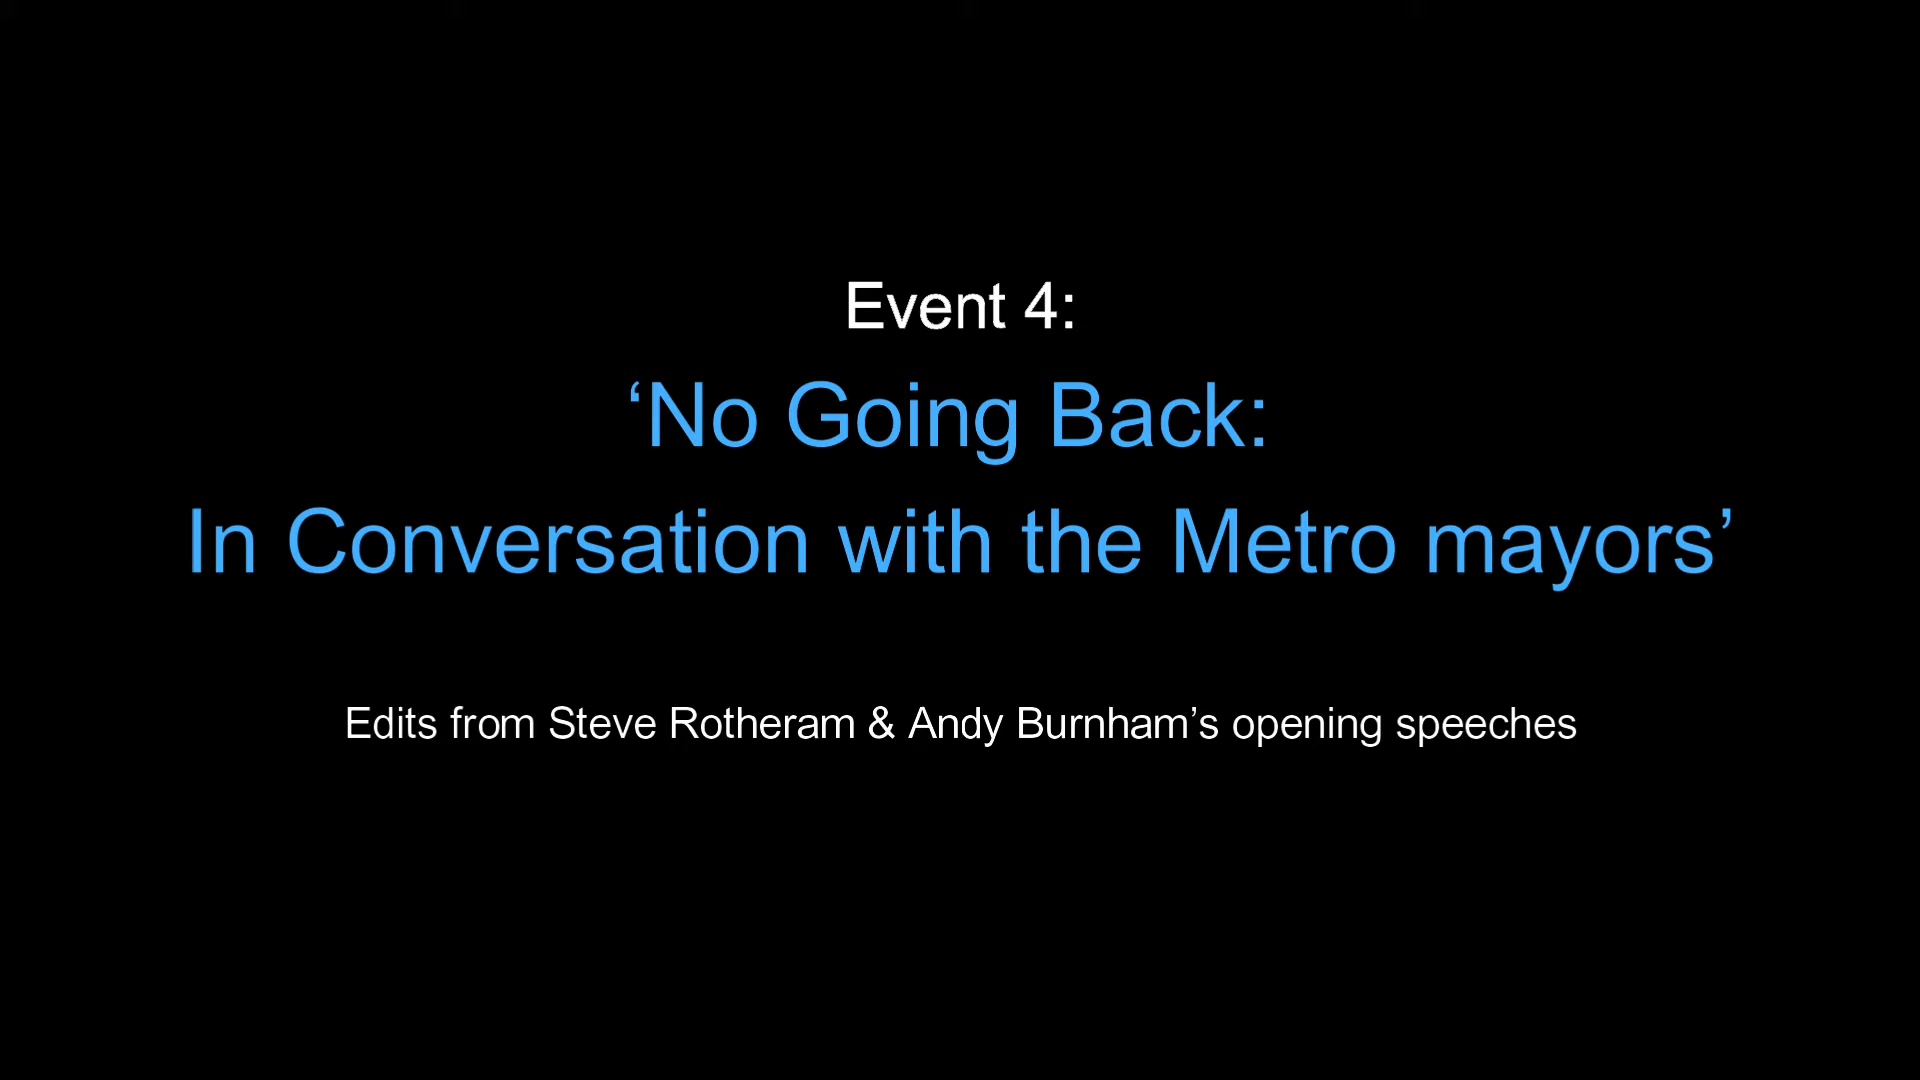 Event 4:
‘No Going Back:
In Conversation with the Metro mayors’
Edits from Steve Rotheram & Andy Burnham’s opening speeches